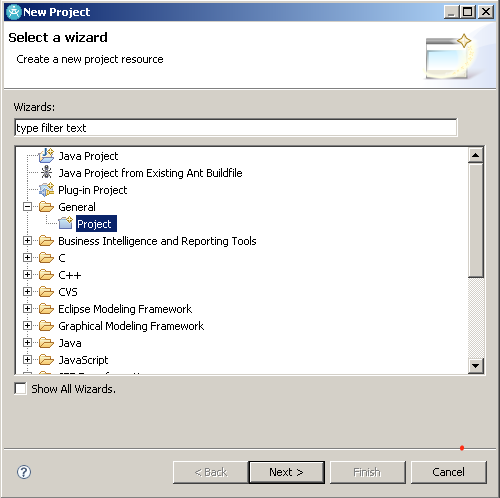 New Project
Select a wizard
Create a new project resource
Wizards:
type filter text
Java Project
Java Project from Existing Ant Buildfile
Plug-in Project
General
Project
Business Intelligence and Reporting Tools
C
C++
CVS
Eclipse Modeling Framework
Graphical Modeling Framework
Java
JavaScript
Show All Wizards.
? < Back Next > Finish Cancel